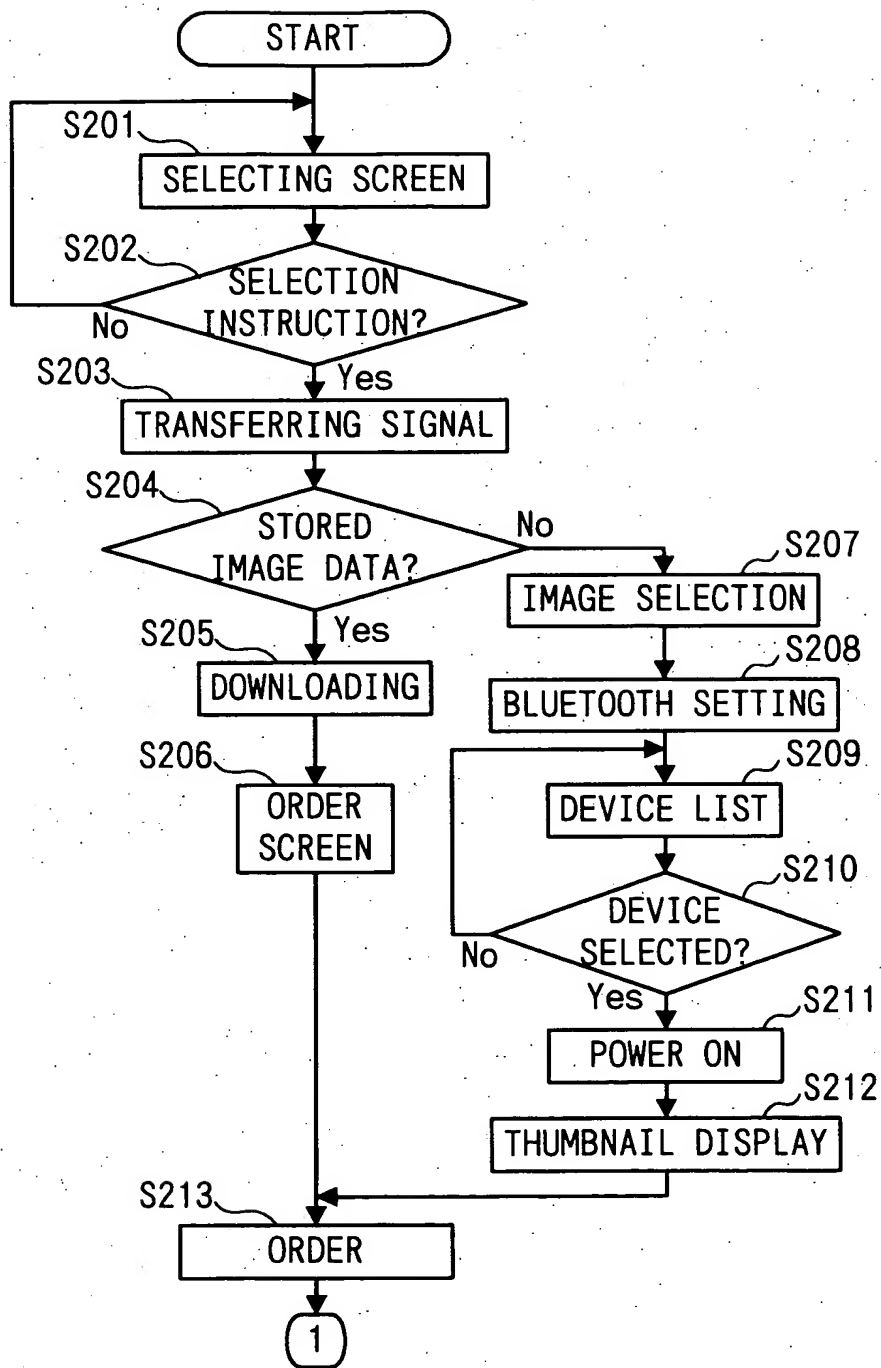 START
S201
SELECTING SCREEN
S202
SELECTION
INSTRUCTION?
No
Yes
S203
TRANSFERRING SIGNAL
S204
STORED
IMAGE DATA?
No
Yes
S205
DOWNLOADING
S206
ORDER
SCREEN
S207
IMAGE SELECTION
S208
BLUETOOTH SETTING
S209
DEVICE LIST
S210
DEVICE
SELECTED?
No
Yes
S211
POWER ON
S212
THUMBNAIL DISPLAY
S213
ORDER
1